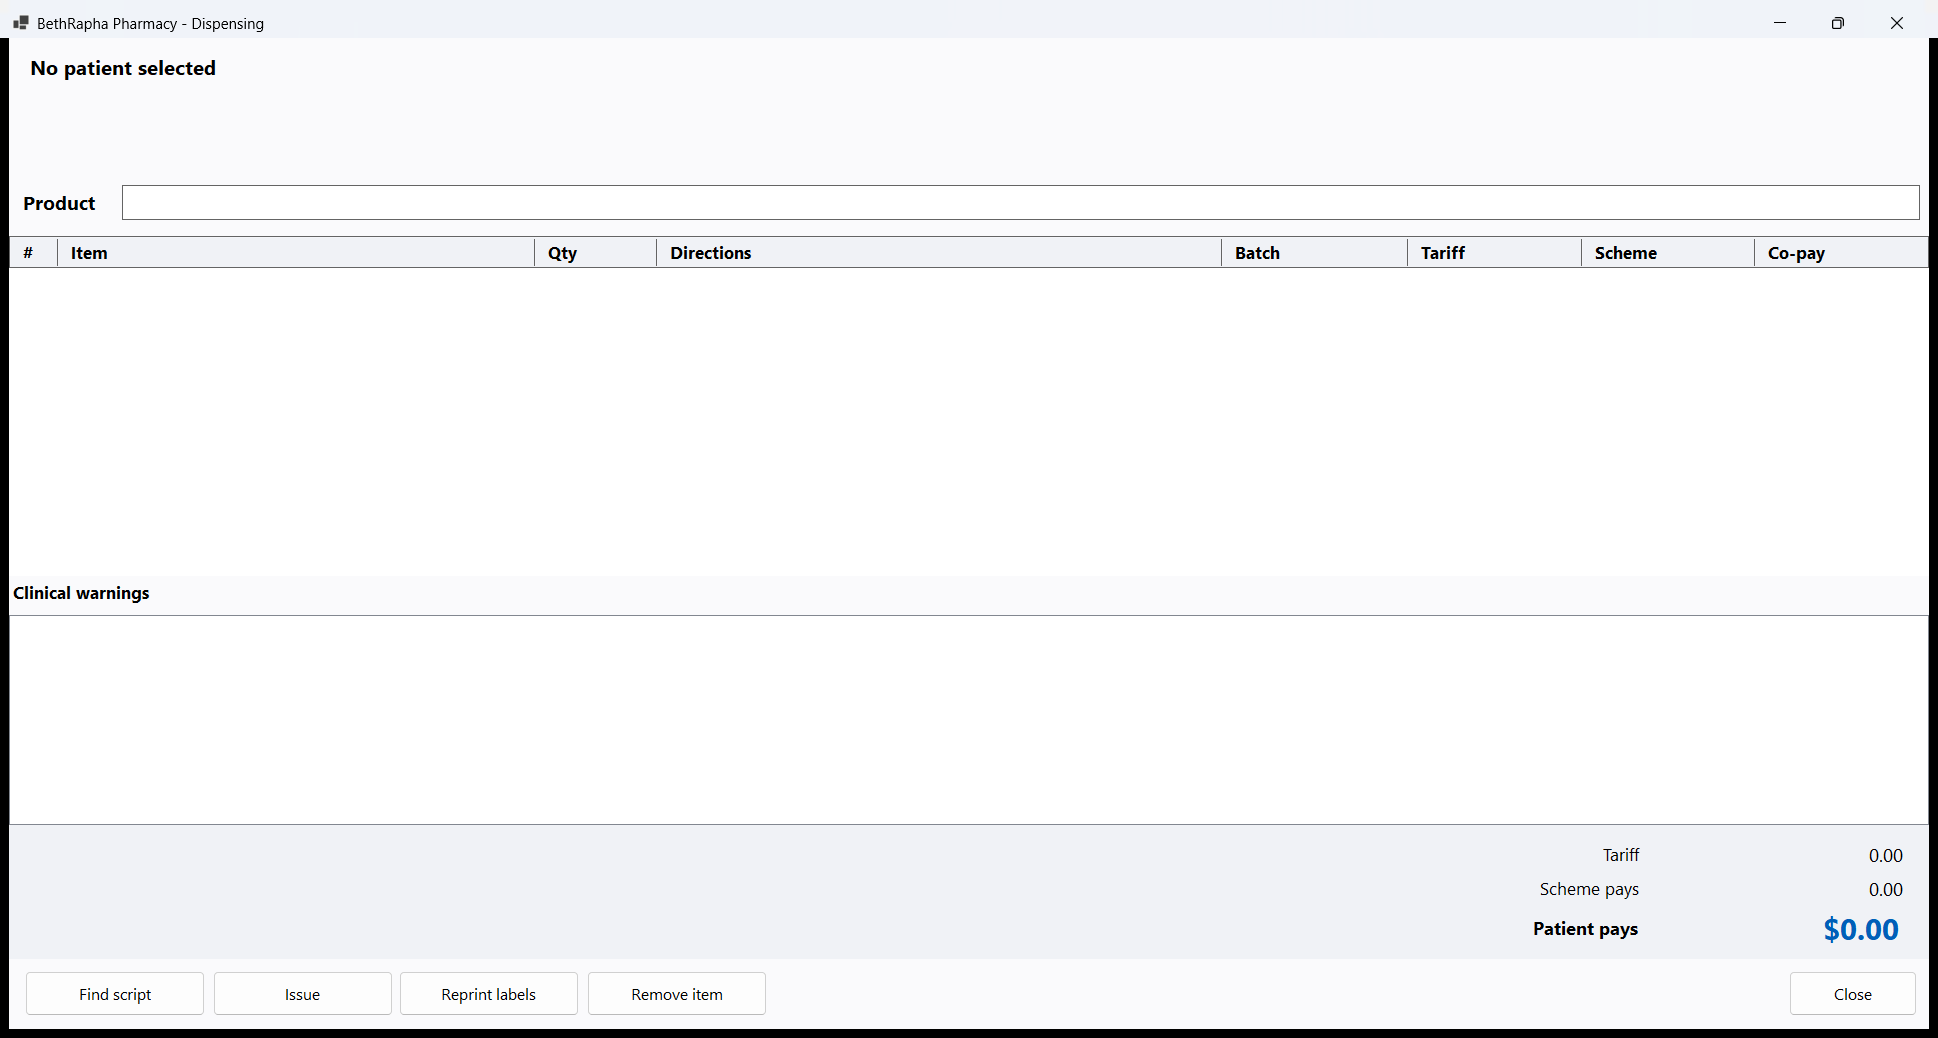 BethRapha Pharmacy - Dispensing
No patient selected
Product
# Item Qty Directions Batch Tariff Scheme Co-pay
Clinical warnings
Tariff 0.00
Scheme pays 0.00
Patient pays $0.00
Find script Issue Reprint labels Remove item Close